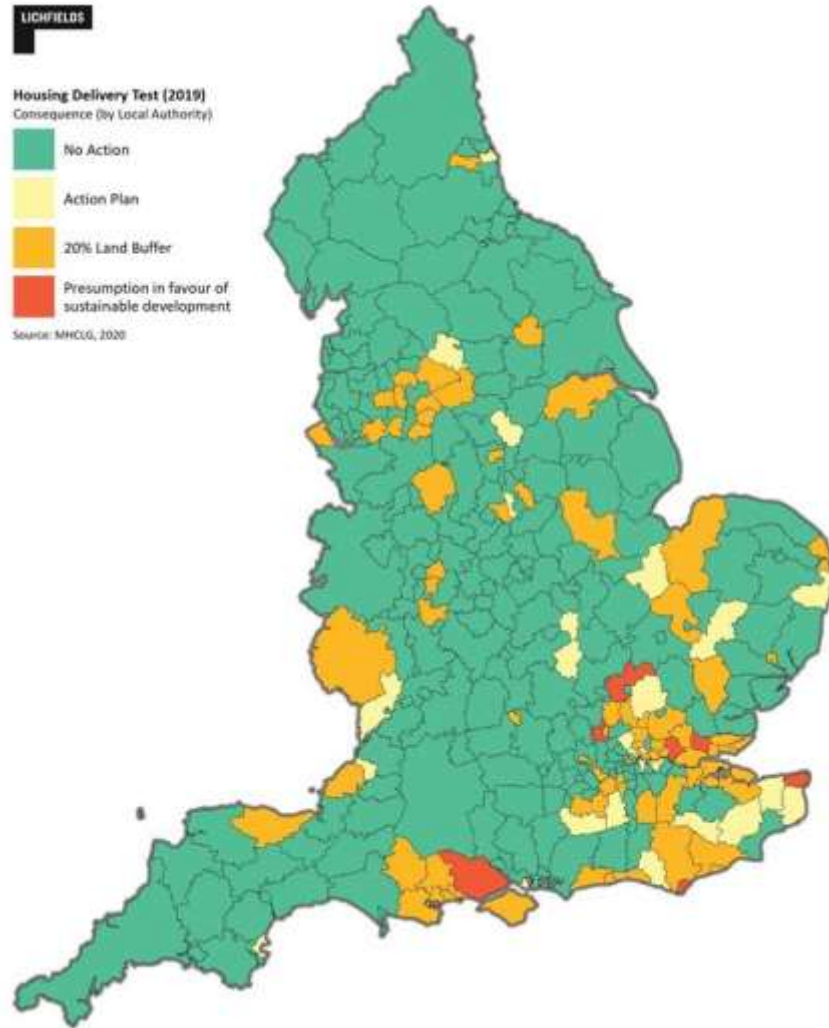 LICHFIELDS
Housing Delivery Test (2019)
Consequence (by Local Authority)
No Action
Action Plan
20% Land Buffer
Presumption in favour of
sustainable development
Source: MHCLG, 2020